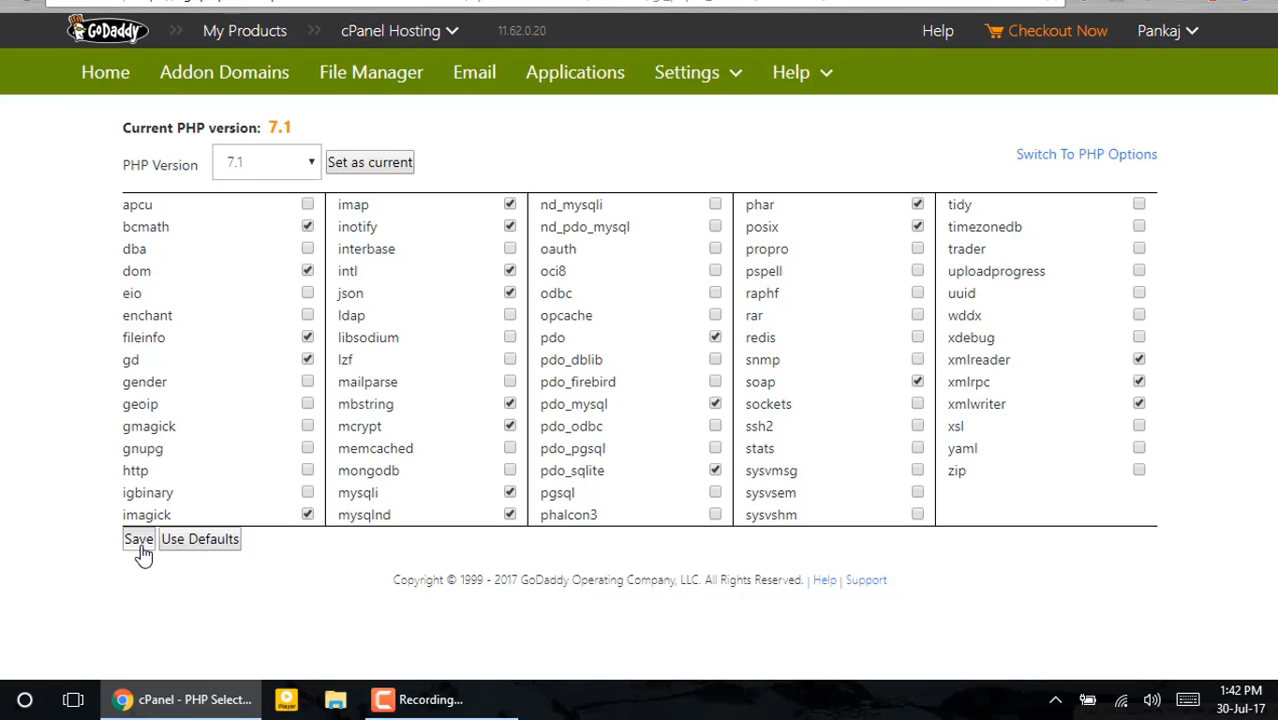 GoDaddy My Products cPanel Hosting 11.62.0.20 Help Checkout Now Pankaj
Home Addon Domains File Manager Email Applications Settings Help
Current PHP version: 7.1
PHP Version 7.1 Set as current Switch To PHP Options
apcu imap nd_mysqli phar tidy
bcmath inotify nd_pdo_mysql posix timezonedb
dba interbase oauth propro trader
dom intl oci8 pspell uploadprogress
eio json odbc raphf uuid
enchant ldap opcache rar wddx
fileinfo libsodium pdo redis xdebug
gd lzf pdo_dblib snmp xmlreader
gender mailparse pdo_firebird soap xmlrpc
geoip mbstring pdo_mysql sockets xmlwriter
gmagick mcrypt pdo_odbc ssh2 xsl
gnupg memcached pdo_pgsql stats yaml
http mongodb pdo_sqlite sysvmsg zip
igbinary mysqli pgsql sysvsem
imagick mysqlnd phalcon3 sysvshm
Save Use Defaults
Copyright © 1999 - 2017 GoDaddy Operating Company, LLC. All Rights Reserved. | Help | Support
cPanel - PHP Select... Player Recording... 1:42 PM
30-Jul-17